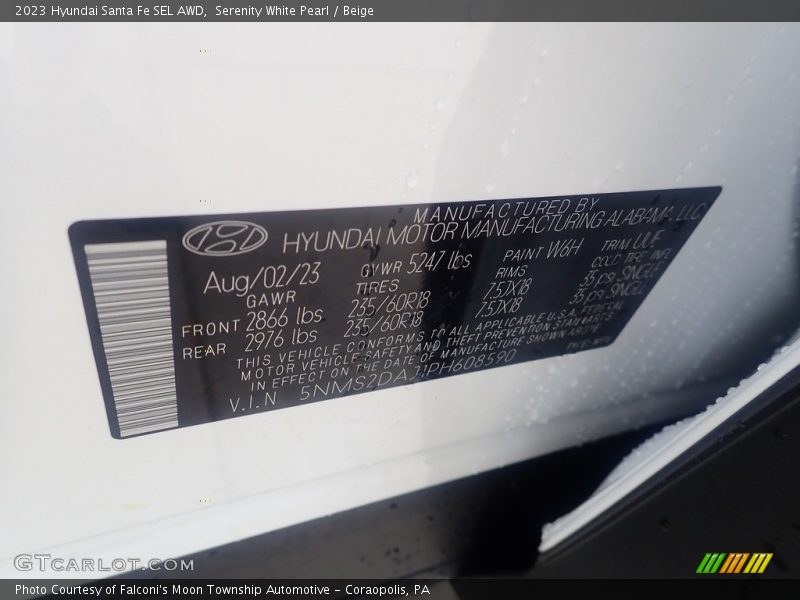 2023 Hyundai Santa Fe SEL AWD,  Serenity White Pearl / Beige
MANUFACTURED BY
HYUNDAI MOTOR MANUFACTURING ALABAMA, LLC
Aug/02/23 GVWR 5247 lbs PAINT W6H TRIM UUE
GAWR TIRES RIMS COLD TIRE INFL
FRONT 2866 lbs 235/60R18 7.5JX18 35 psi SINGLE
REAR 2976 lbs 235/60R18 7.5JX18 35 psi SINGLE
THIS VEHICLE CONFORMS TO ALL APPLICABLE U.S.A. FEDERAL
MOTOR VEHICLE SAFETY AND THEFT PREVENTION STANDARDS
IN EFFECT ON THE DATE OF MANUFACTURE SHOWN ABOVE
V.I.N 5NMS2DAJ1PH608590
GTcarlot.com
Photo Courtesy of Falconi's Moon Township Automotive - Coraopolis, PA